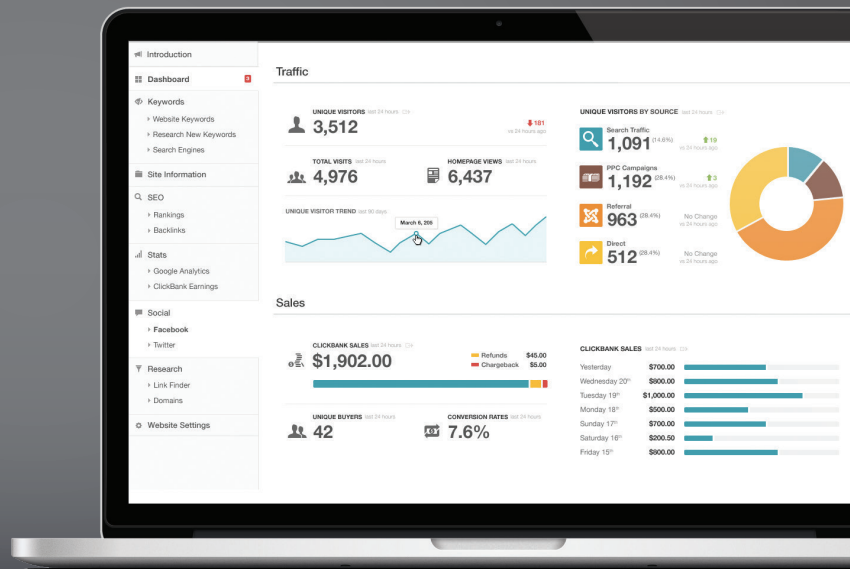 Introduction
Dashboard 3
Keywords
Website Keywords
Research New Keywords
Search Engines
Site Information
SEO
Rankings
Backlinks
Stats
Google Analytics
ClickBank Earnings
Social
Facebook
Twitter
Research
Link Finder
Domains
Website Settings
Traffic
UNIQUE VISITORS last 24 hours
3,512
181
vs 24 hours ago
TOTAL VISITS last 24 hours
4,976
HOMEPAGE VIEWS last 24 hours
6,437
UNIQUE VISITOR TREND last 90 days
March 6, 205
UNIQUE VISITORS BY SOURCE last 24 hours
Search Traffic
1,091 (14.6%) 19
vs 24 hours ago
PPC Campaigns
1,192 (28.4%) 3
vs 24 hours ago
Referral
963 (28.4%) No Change
vs 24 hours ago
Direct
512 (28.4%) No Change
vs 24 hours ago
Sales
CLICKBANK SALES last 24 hours
$1,902.00
Refunds $45.00
Chargeback $5.00
UNIQUE BUYERS last 24 hours
42
CONVERSION RATES last 24 hours
7.6%
CLICKBANK SALES last 24 hours
Yesterday $700.00
Wednesday 20th $800.00
Tuesday 19th $1,000.00
Monday 18th $500.00
Sunday 17th $700.00
Saturday 16th $200.50
Friday 15th $800.00